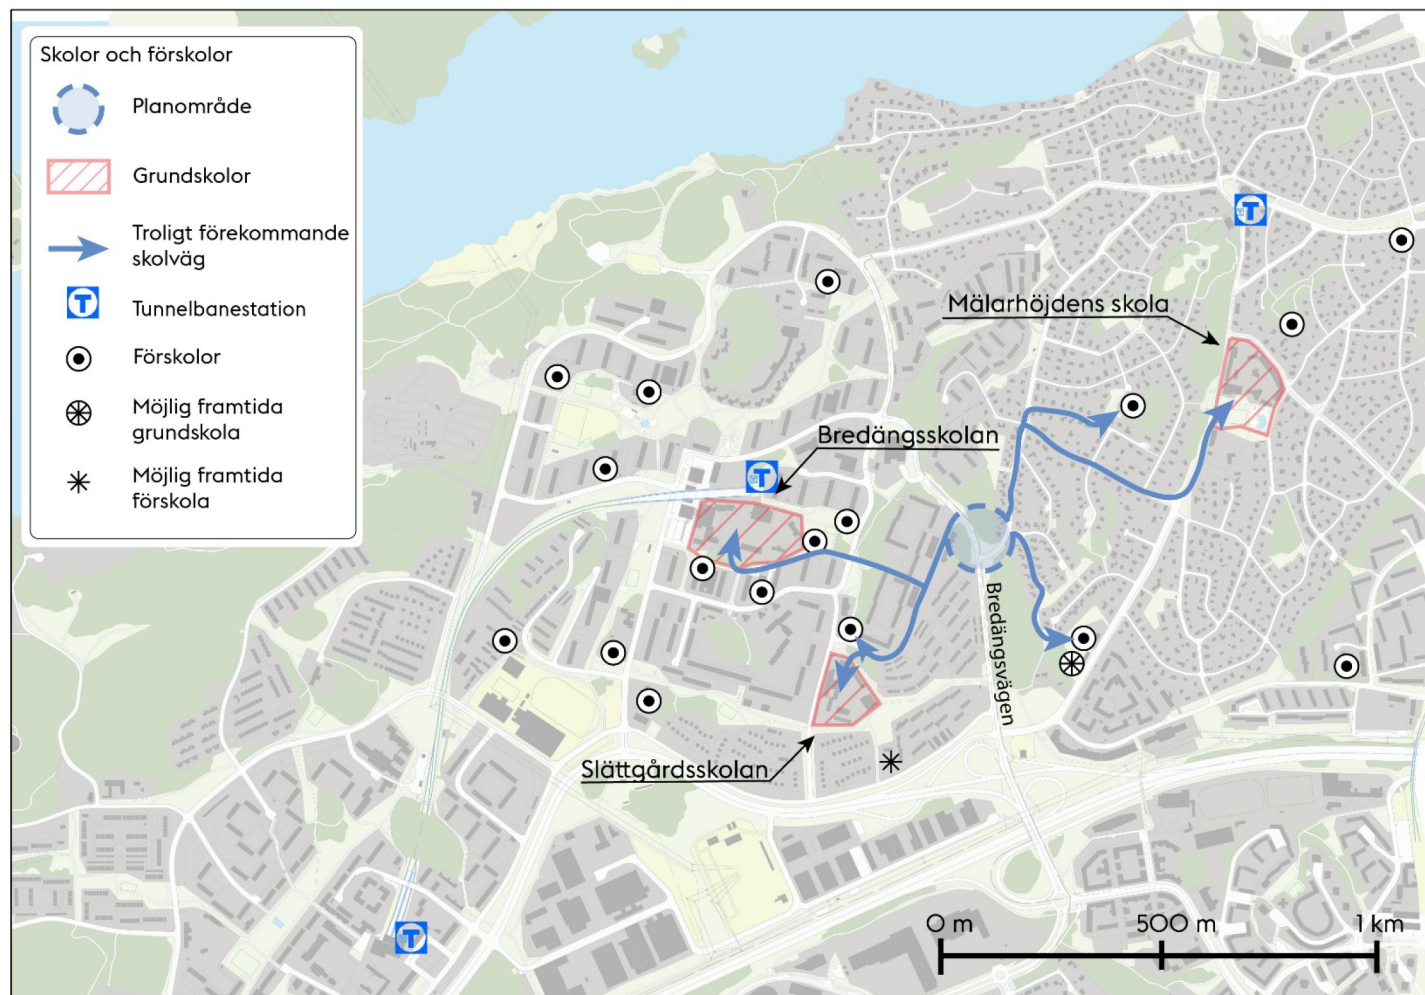 Skolor och förskolor
Planområde
Grundskolor
Troligt förekommande
skolväg
T
Tunnelbanestation
Förskolor
Möjlig framtida
grundskola
Möjlig framtida
förskola
T
Mälarhöjdens skola
Bredängsskolan
T
Bredängsvägen
Slättgårdsskolan
T
0 m
500 m
1 km